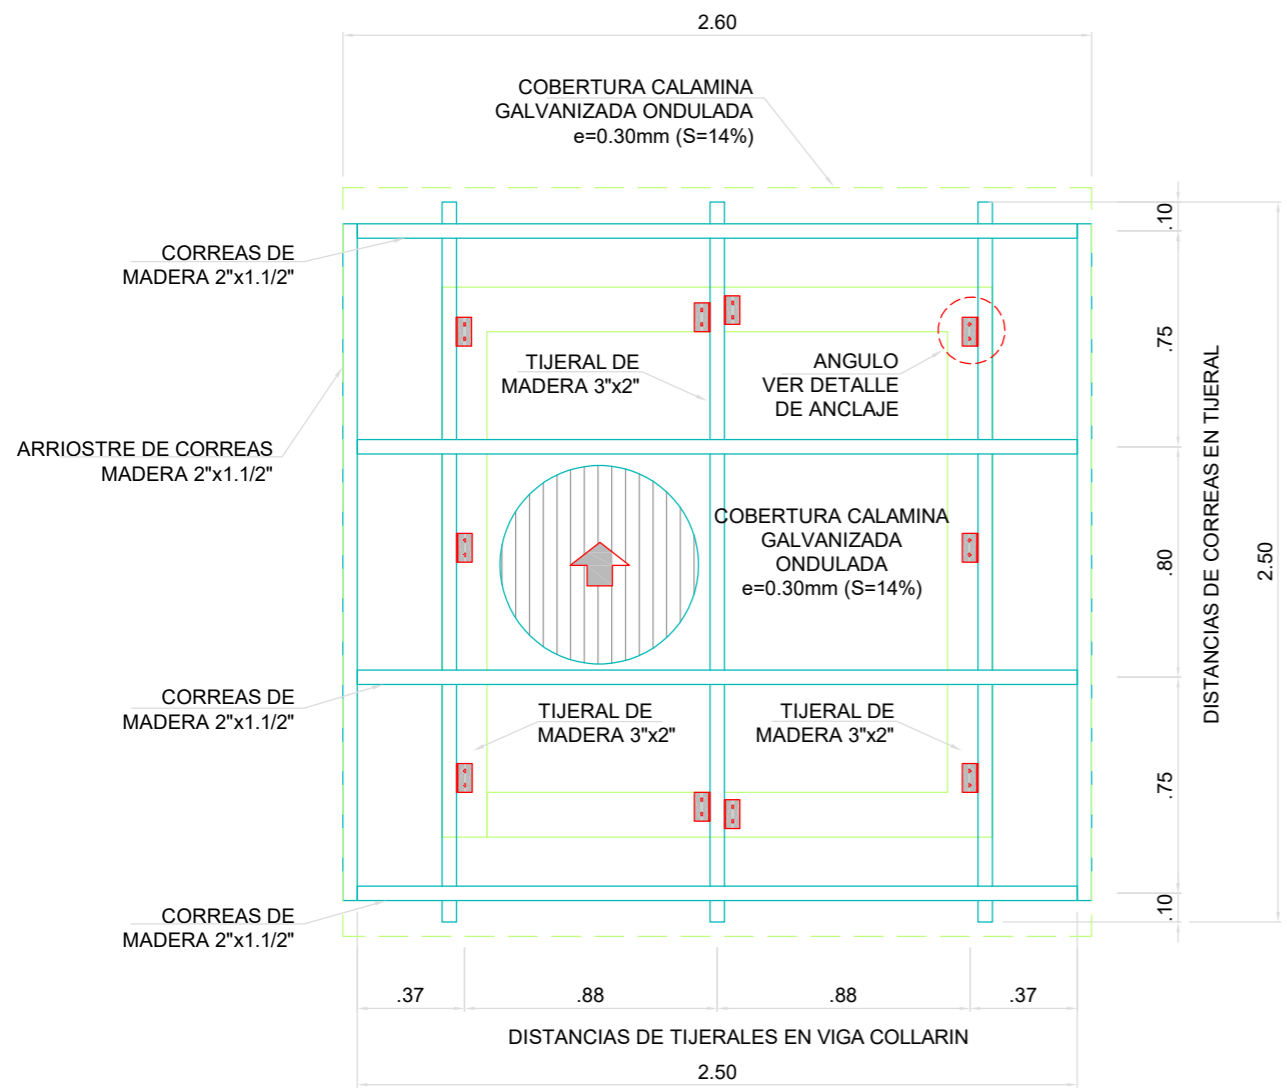 2.60
COBERTURA CALAMINA
GALVANIZADA ONDULADA
e=0.30mm (S=14%)
.10
CORREAS DE
MADERA 2"x1.1/2"
.75
TIJERAL DE
MADERA 3"x2"
ANGULO
VER DETALLE
DE ANCLAJE
ARRIOSTRE DE CORREAS
MADERA 2"x1.1/2"
COBERTURA CALAMINA
GALVANIZADA
ONDULADA
e=0.30mm (S=14%)
.80
DISTANCIAS DE CORREAS EN TIJERAL
2.50
CORREAS DE
MADERA 2"x1.1/2"
TIJERAL DE
MADERA 3"x2"
TIJERAL DE
MADERA 3"x2"
.75
CORREAS DE
MADERA 2"x1.1/2"
.10
.37
.88
.88
.37
DISTANCIAS DE TIJERALES EN VIGA COLLARIN
2.50